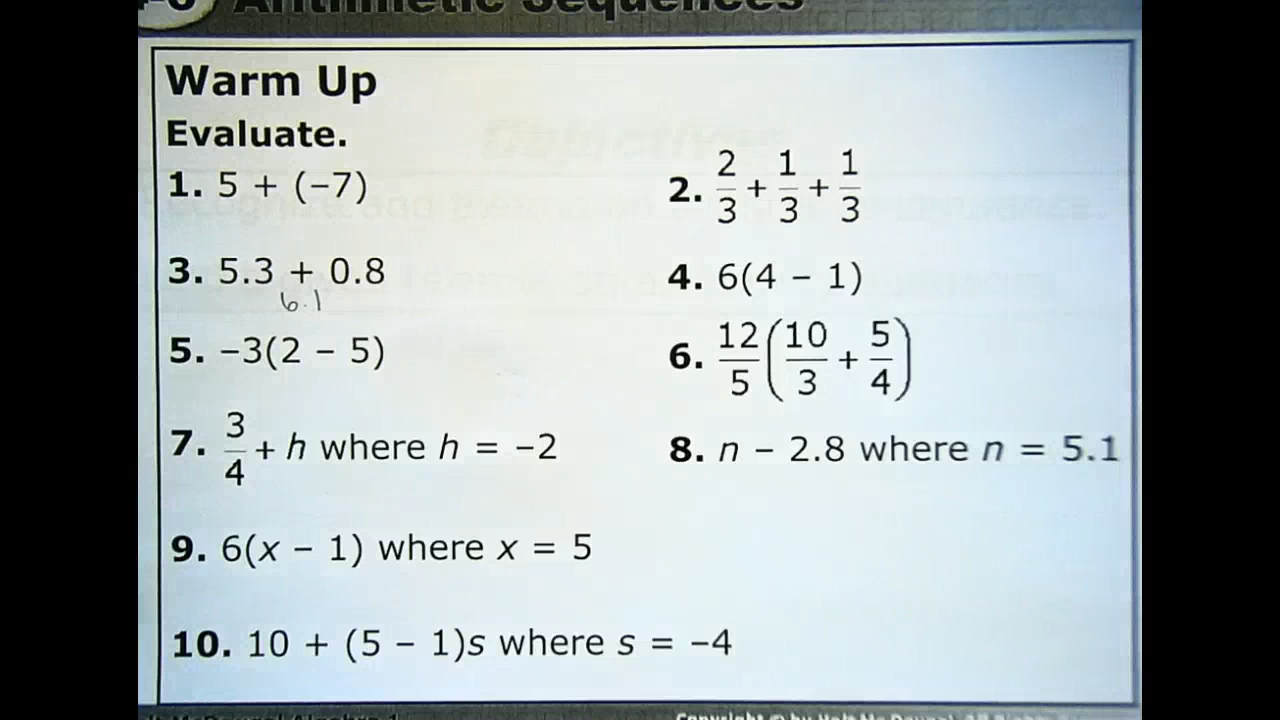 Arithmetic Sequences
Warm Up
Evaluate.
1. 5 + (−7)
2. 2/3 + 1/3 + 1/3
3. 5.3 + 0.8
6.1
4. 6(4 − 1)
5. −3(2 − 5)
6. 12/5 (10/3 + 5/4)
7. 3/4 + h where h = −2
8. n − 2.8 where n = 5.1
9. 6(x − 1) where x = 5
10. 10 + (5 − 1)s where s = −4